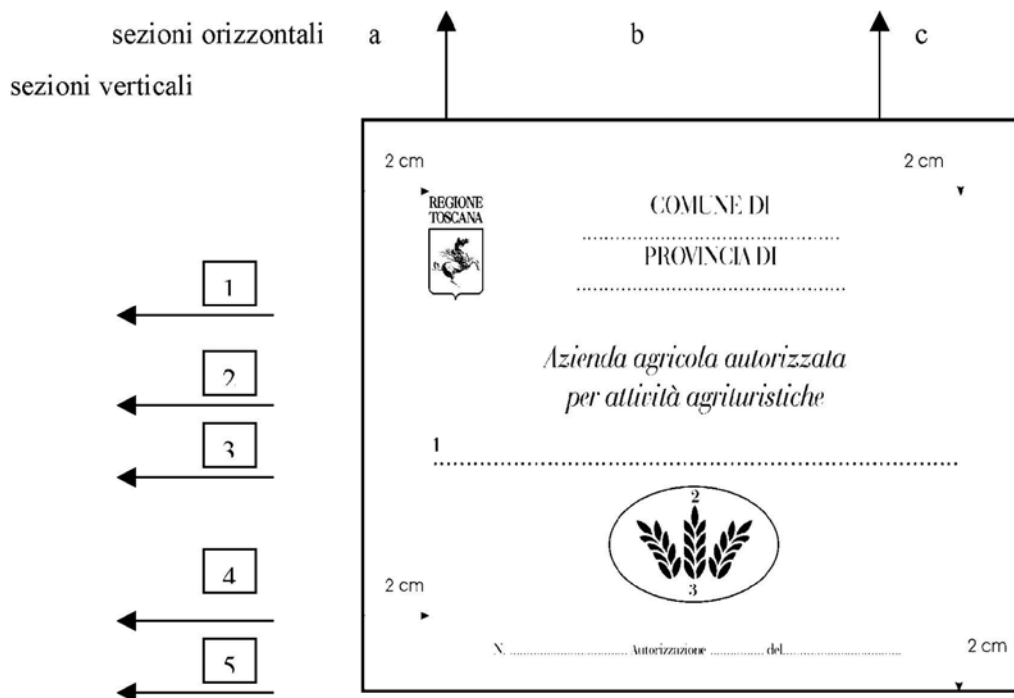 sezioni orizzontali a b c
sezioni verticali
2 cm 2 cm
REGIONE
TOSCANA
COMUNE DI
........................................
PROVINCIA DI
........................................
1
2
3
4
5
Azienda agricola autorizzata
per attività agrituristiche
1
................................................................................
2
3
2 cm
N. ........................ Autorizzazione ........................ del........................
2 cm